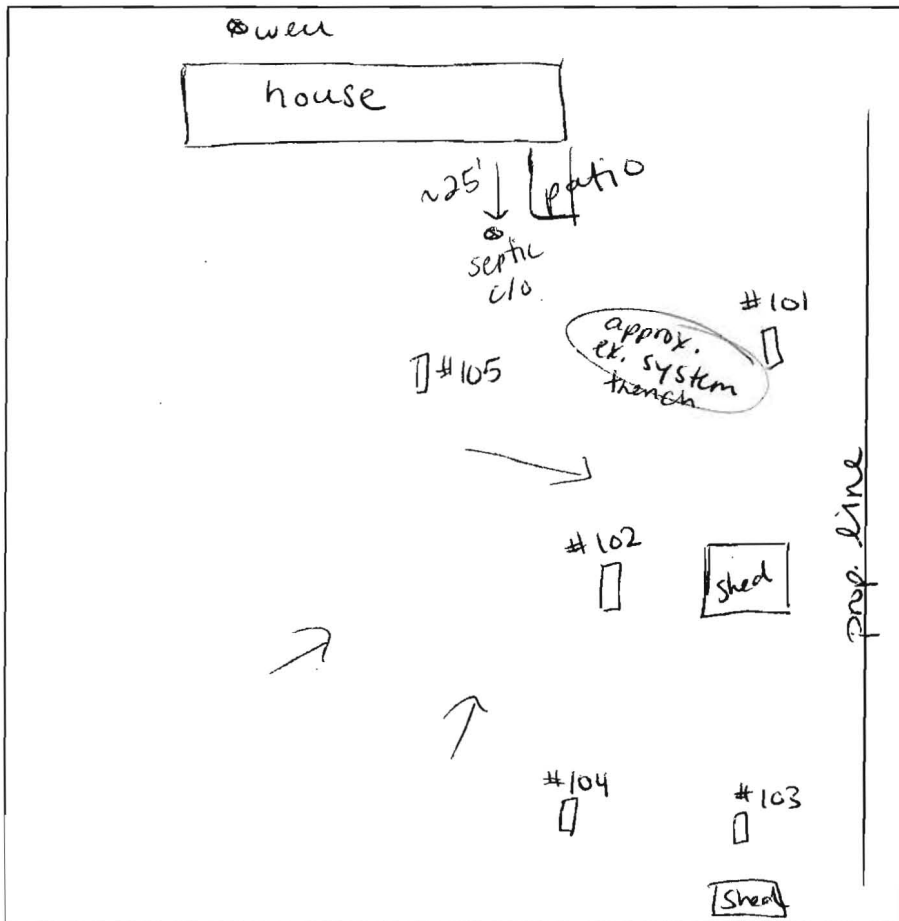 well
house
~25'
patio
septic
c/o.
#101
approx.
ex. system
trench
#105
prop. line
#102
shed
#104
#103
Shed